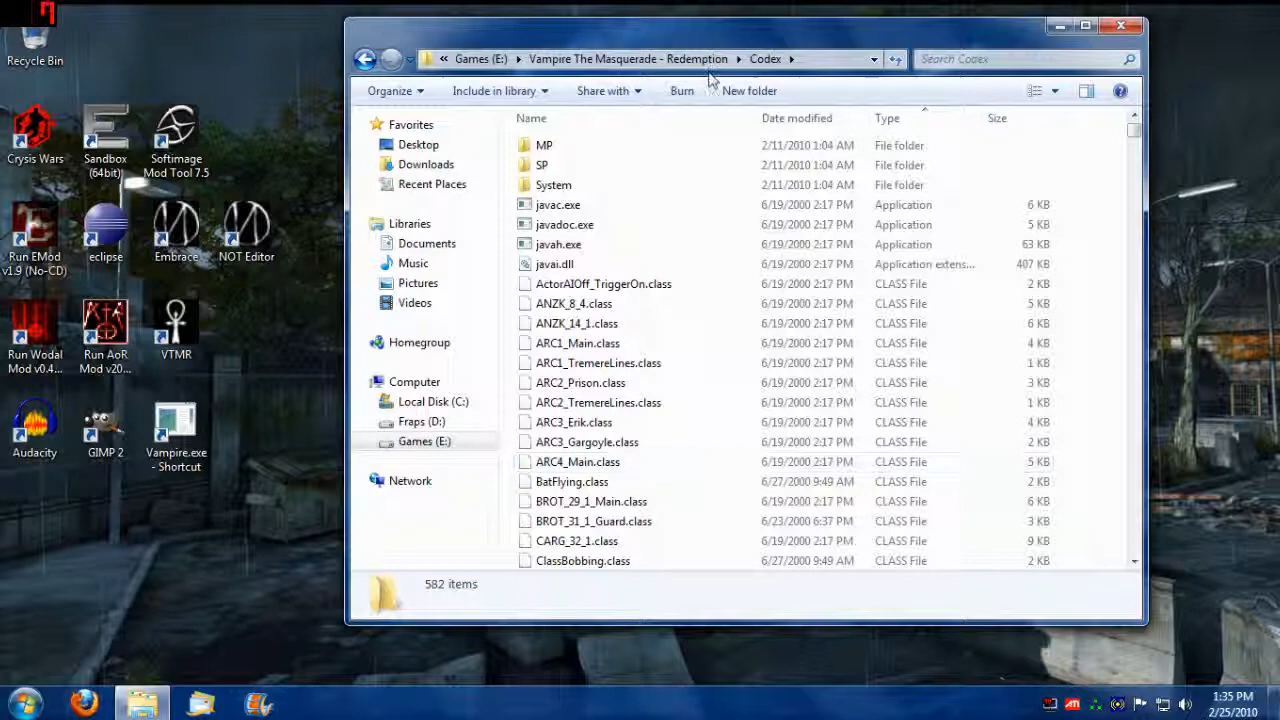 Recycle Bin
Crysis Wars
Sandbox
(64bit)
Softimage
Mod Tool 7.5
Run EMod
v1.9 (No-CD)
eclipse
Embrace
NOT Editor
Run Wodal
Mod v0.4...
Run AoR
Mod v20...
VTMR
Audacity
GIMP 2
Vampire.exe
- Shortcut
« Games (E:) Vampire The Masquerade - Redemption Codex
Search Codex
Organize Include in library Share with Burn New folder
Favorites
Desktop
Downloads
Recent Places
Libraries
Documents
Music
Pictures
Videos
Homegroup
Computer
Local Disk (C:)
Fraps (D:)
Games (E:)
Network
Name Date modified Type Size
MP 2/11/2010 1:04 AM File folder
SP 2/11/2010 1:04 AM File folder
System 2/11/2010 1:04 AM File folder
javac.exe 6/19/2000 2:17 PM Application 6 KB
javadoc.exe 6/19/2000 2:17 PM Application 5 KB
javah.exe 6/19/2000 2:17 PM Application 63 KB
javai.dll 6/19/2000 2:17 PM Application extens... 407 KB
ActorAIOff_TriggerOn.class 6/19/2000 2:17 PM CLASS File 2 KB
ANZK_8_4.class 6/19/2000 2:17 PM CLASS File 5 KB
ANZK_14_1.class 6/19/2000 2:17 PM CLASS File 6 KB
ARC1_Main.class 6/19/2000 2:17 PM CLASS File 4 KB
ARC1_TremereLines.class 6/19/2000 2:17 PM CLASS File 1 KB
ARC2_Prison.class 6/19/2000 2:17 PM CLASS File 3 KB
ARC2_TremereLines.class 6/19/2000 2:17 PM CLASS File 1 KB
ARC3_Erik.class 6/19/2000 2:17 PM CLASS File 4 KB
ARC3_Gargoyle.class 6/19/2000 2:17 PM CLASS File 2 KB
ARC4_Main.class 6/19/2000 2:17 PM CLASS File 5 KB
BatFlying.class 6/27/2000 9:49 AM CLASS File 2 KB
BROT_29_1_Main.class 6/19/2000 2:17 PM CLASS File 6 KB
BROT_31_1_Guard.class 6/23/2000 6:37 PM CLASS File 3 KB
CARG_32_1.class 6/19/2000 2:17 PM CLASS File 9 KB
ClassBobbing.class 6/27/2000 9:49 AM CLASS File 2 KB
582 items
1:35 PM
2/25/2010